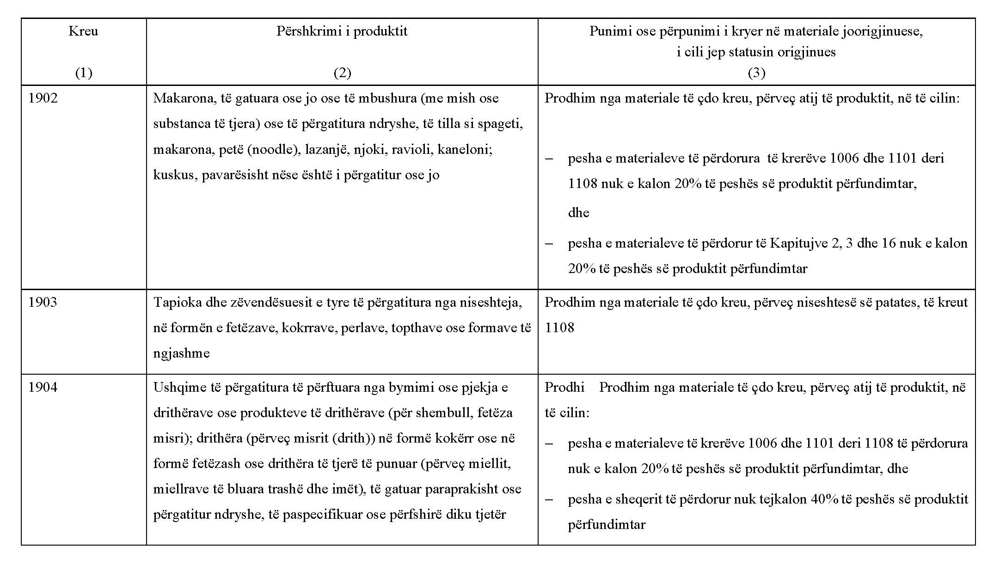 Kreu
(1)
Përshkrimi i produktit
(2)
Punimi ose përpunimi i kryer në materiale joorigjinuese,
i cili jep statusin origjinues
(3)
1902
Makarona, të gatuara ose jo ose të mbushura (me mish ose
substanca të tjera) ose të përgatitura ndryshe, të tilla si spageti,
makarona, petë (noodle), lazanjë, njoki, ravioli, kaneloni;
kuskus, pavarësisht nëse është i përgatitur ose jo
Prodhim nga materiale të çdo kreu, përveç atij të produktit, në të cilin:
– pesha e materialeve të përdorura  të krerëve 1006 dhe 1101 deri
1108 nuk e kalon 20% të peshës së produktit përfundimtar,
dhe
– pesha e materialeve të përdorur të Kapitujve 2, 3 dhe 16 nuk e kalon
20% të peshës së produktit përfundimtar
1903
Tapioka dhe zëvendësuesit e tyre të përgatitura nga niseshteja,
në formën e fetëzave, kokrrave, perlave, topthave ose formave të
ngjashme
Prodhim nga materiale të çdo kreu, përveç niseshtesë së patates, të kreut
1108
1904
Ushqime të përgatitura të përftuara nga bymimi ose pjekja e
drithërave ose produkteve të drithërave (për shembull, fetëza
misri); drithëra (përveç misrit (drith)) në formë kokërr ose në
formë fetëzash ose drithëra të tjerë të punuar (përveç miellit,
miellrave të bluara trashë dhe imët), të gatuar paraprakisht ose
përgatitur ndryshe, të paspecifikuar ose përfshirë diku tjetër
Prodhi    Prodhim nga materiale të çdo kreu, përveç atij të produktit, në
të cilin:
– pesha e materialeve të krerëve 1006 dhe 1101 deri 1108 të përdorura
nuk e kalon 20% të peshës së produktit përfundimtar, dhe
– pesha e sheqerit të përdorur nuk tejkalon 40% të peshës së produktit
përfundimtar